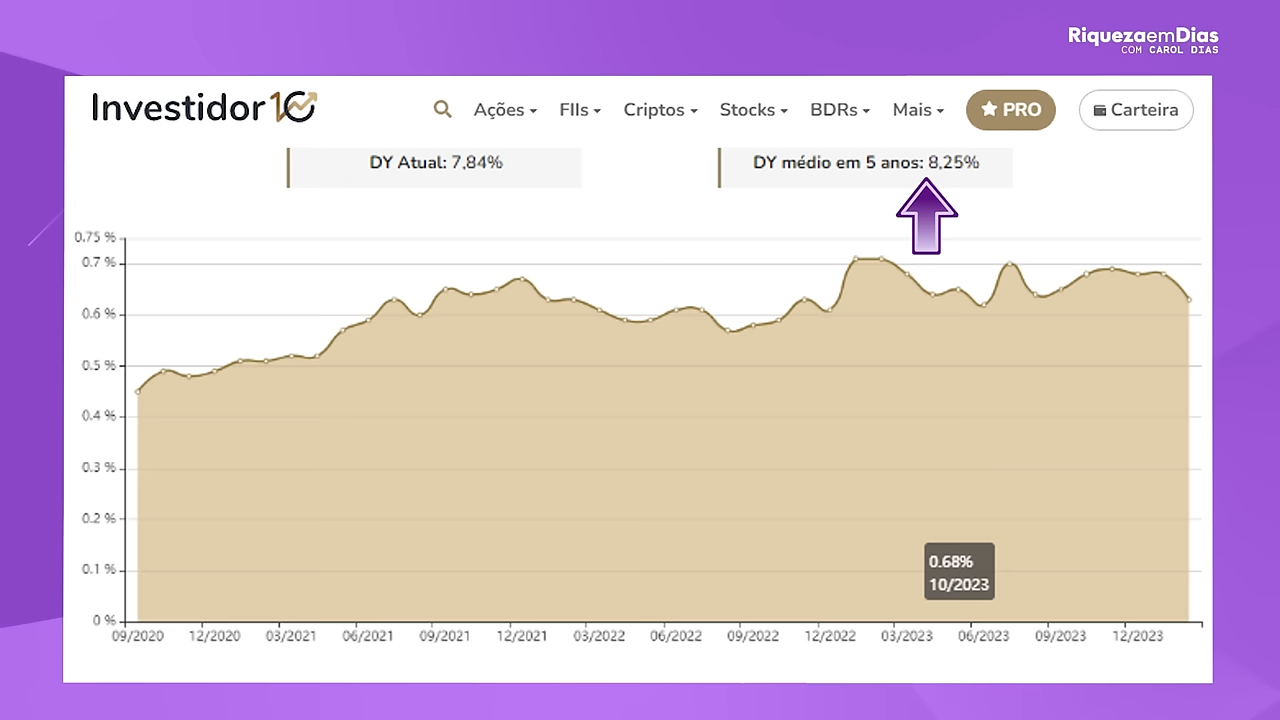 RiquezaemDias
COM CAROL DIAS
Investidor10
Ações
FIIs
Criptos
Stocks
BDRs
Mais
PRO
Carteira
DY Atual: 7,84%
DY médio em 5 anos: 8,25%
0.75 %
0.7 %
0.6 %
0.5 %
0.4 %
0.3 %
0.2 %
0.1 %
0 %
0.68%
10/2023
09/2020 12/2020 03/2021 06/2021 09/2021 12/2021 03/2022 06/2022 09/2022 12/2022 03/2023 06/2023 09/2023 12/2023